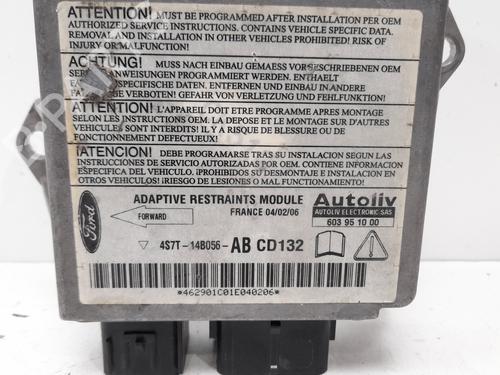 ATTENTION! MUST BE PROGRAMMED AFTER INSTALLATION PER OEM
AUTHORIZED SERVICE INSTRUCTIONS. CONTAINS VEHICLE SPECIFIC DATA.
REMOVAL AND INSTALLATION IN OTHER VEHICLES PROHIBITED! RISK OF
INJURY OR MALFUNCTION!
ACHTUNG! MUSS NACH EINBAU GEMAESS VORGESCHRIEBENEN OEM
SERVICEANWEISUNGEN PROGRAMMIERT WERDEN. ENTHAELT
FAHRZEUGSPEZIFISCHE DATEN. ENTFERNEN UND EINBAU IN ANDERE
FAHRZEUGE VERBOTEN! GEFAHR VON VERLETZUNG UND FEHLFUNKTION!
ATTENTION! L'APPAREIL DOIT ETRE PROGRAMME APRES MONTAGE
SELON LES INSTRUCTIONS OEM. LA DEPOSE ET LE MONTAGE SUR D'AUTRES
VEHICULES SONT INTERDITS! IL Y A RISQUE DE BLESSURE OU DE
FONCTIONNEMENT DEFECTUEUX!
¡ATENCION! DEBE PROGRAMARSE TRAS SU INSTALACION SEGUN LAS
INSTRUCCIONES DE SERVICIO AUTORIZADAS POR OEM. CONTIENE INFORMACION
ESPECIFICA DEL VEHICULO. ¡PROHIBIDO SU DESMONTAJE E INSTALACION EN
OTROS VEHICULOS! ¡RIESGO DE LESIONES O MAL FUNCIONAMIENTO!
Ford
ADAPTIVE RESTRAINTS MODULE
FORWARD
FRANCE 04/02/06
Autoliv
AUTOLIV ELECTRONIC SAS
603 95 10 00
4S7T-14B056-AB CD132
*462901C01E040206*